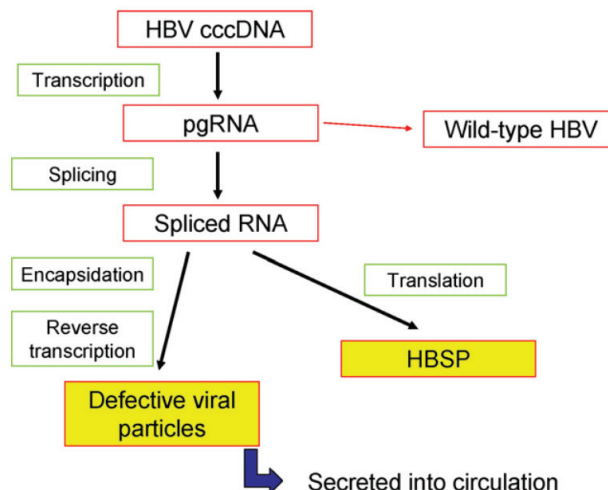 HBV cccDNA
Transcription
pgRNA
Wild-type HBV
Splicing
Spliced RNA
Encapsidation
Translation
Reverse
transcription
HBSP
Defective viral
particles
Secreted into circulation